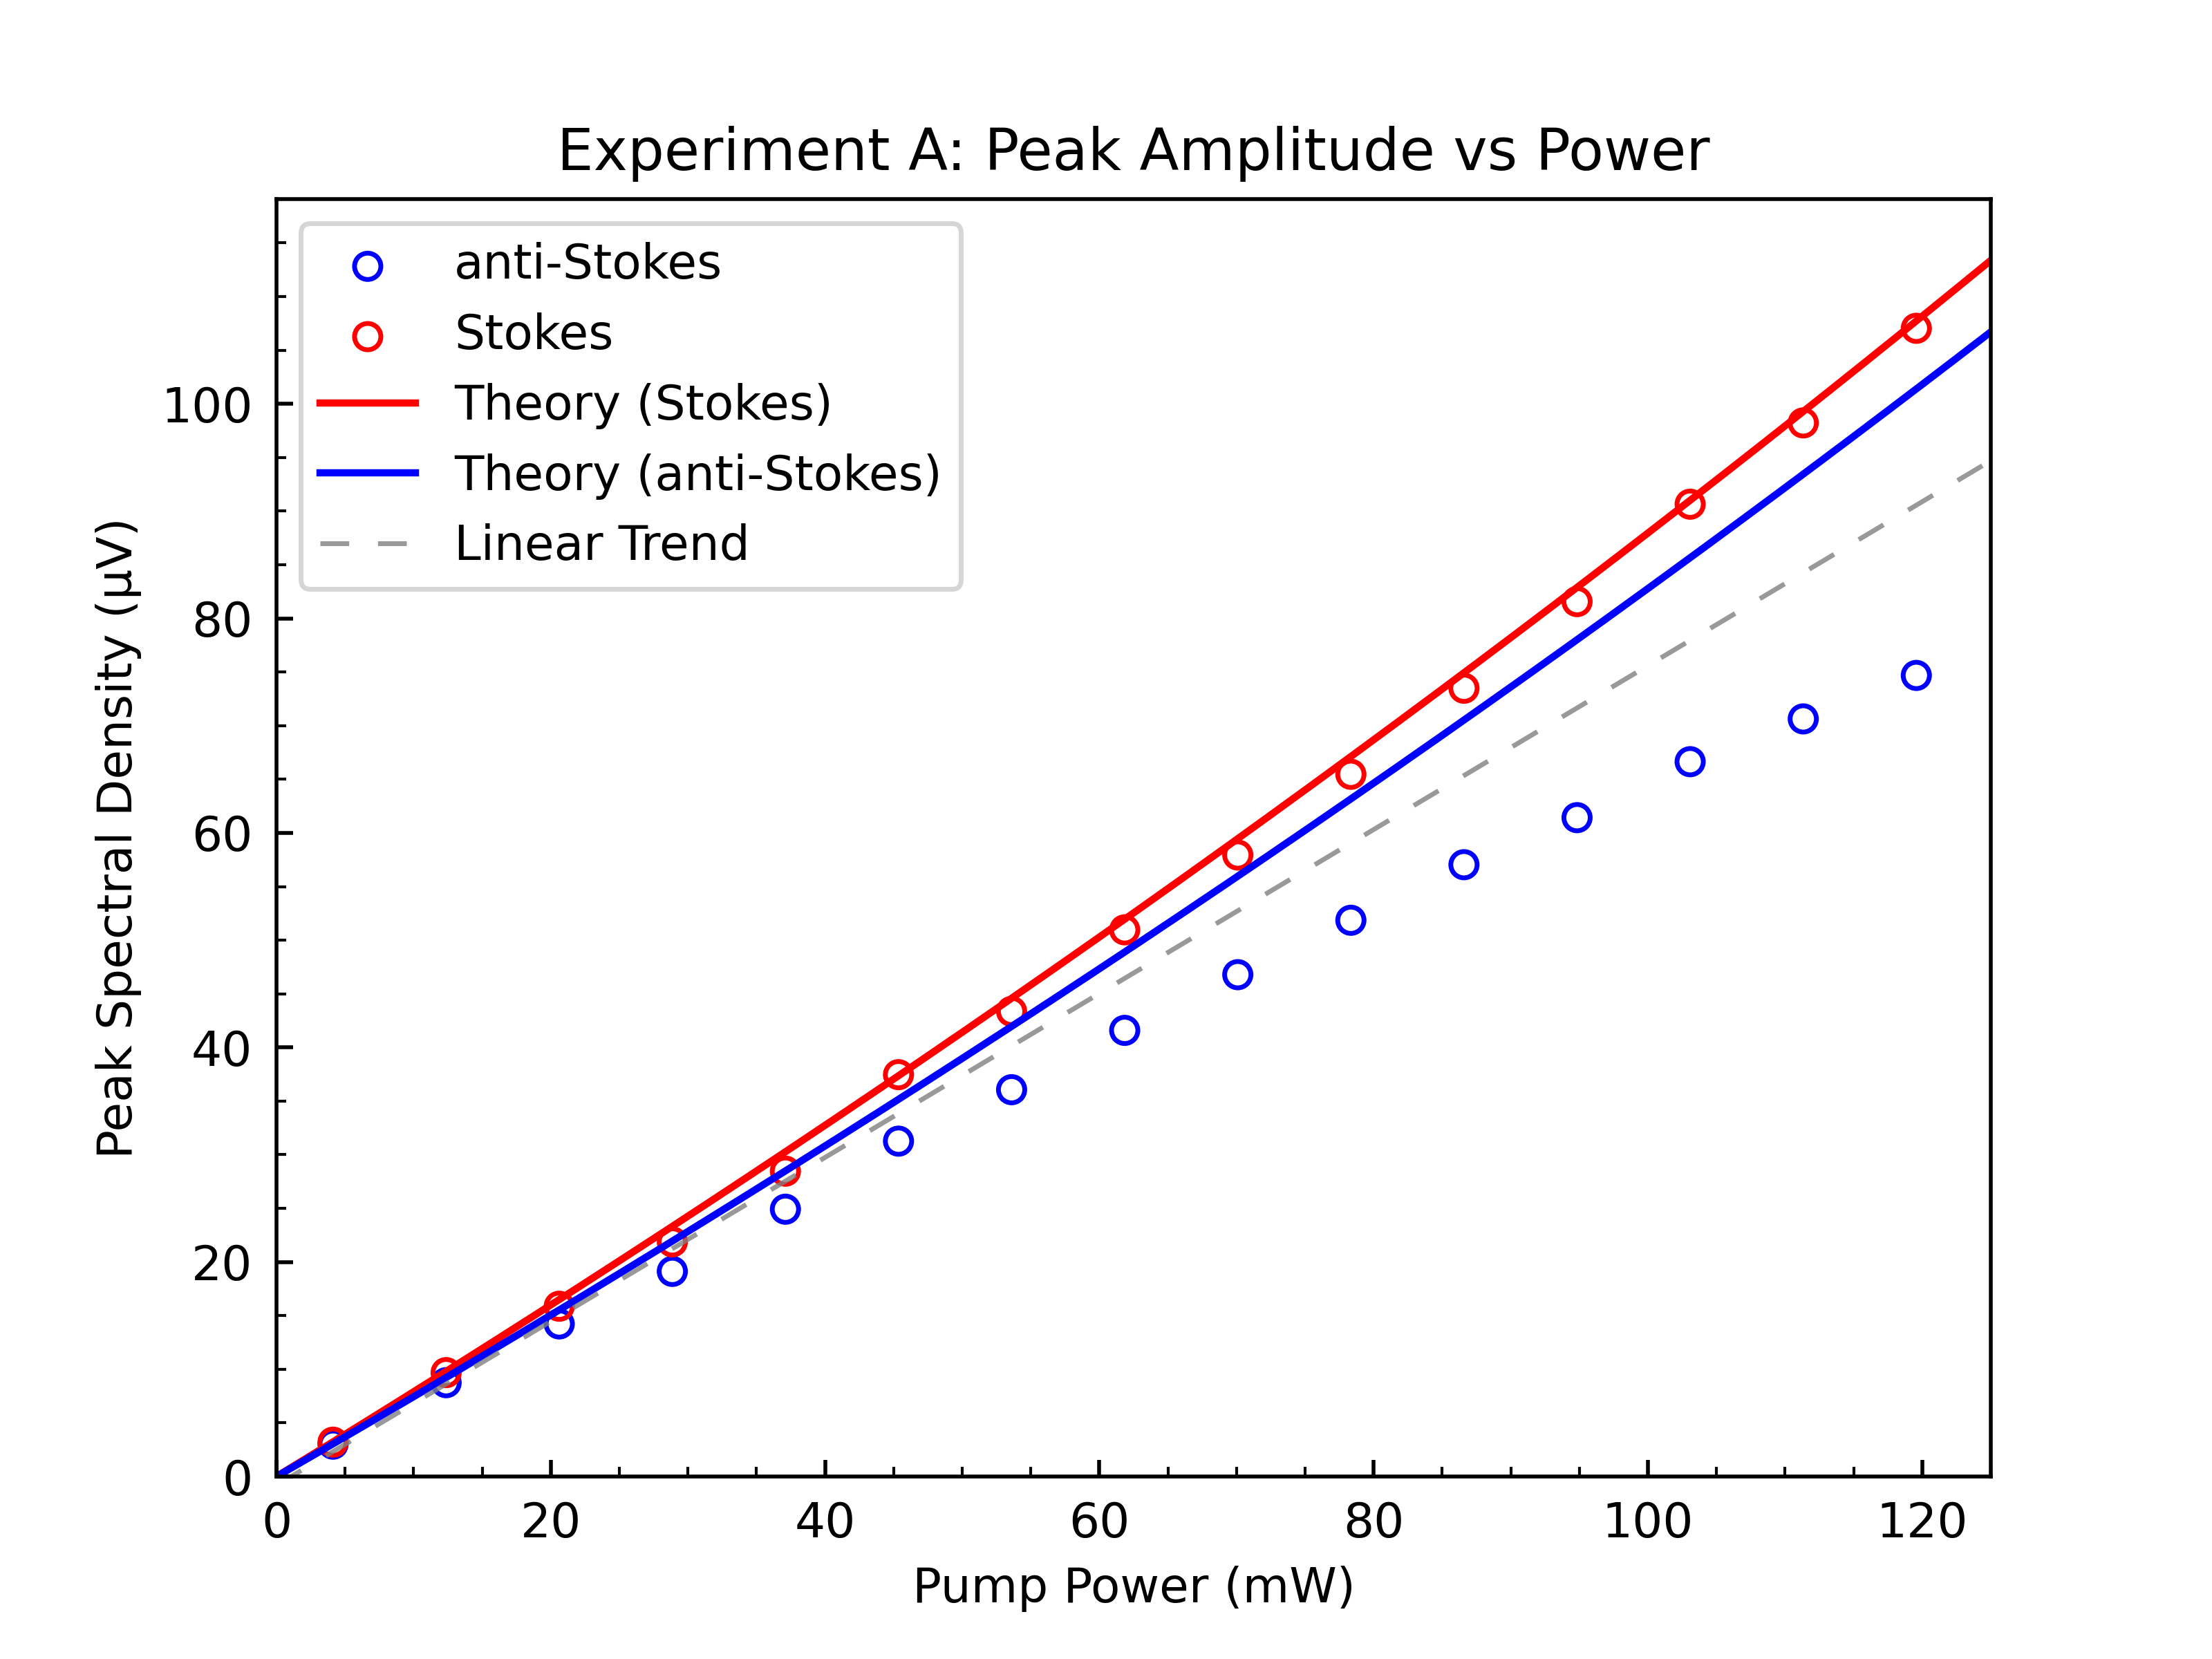 Experiment A: Peak Amplitude vs Power
anti-Stokes
Stokes
Theory (Stokes)
Theory (anti-Stokes)
Linear Trend
Peak Spectral Density (µV)
100
80
60
40
20
0
0 20 40 60 80 100 120
Pump Power (mW)